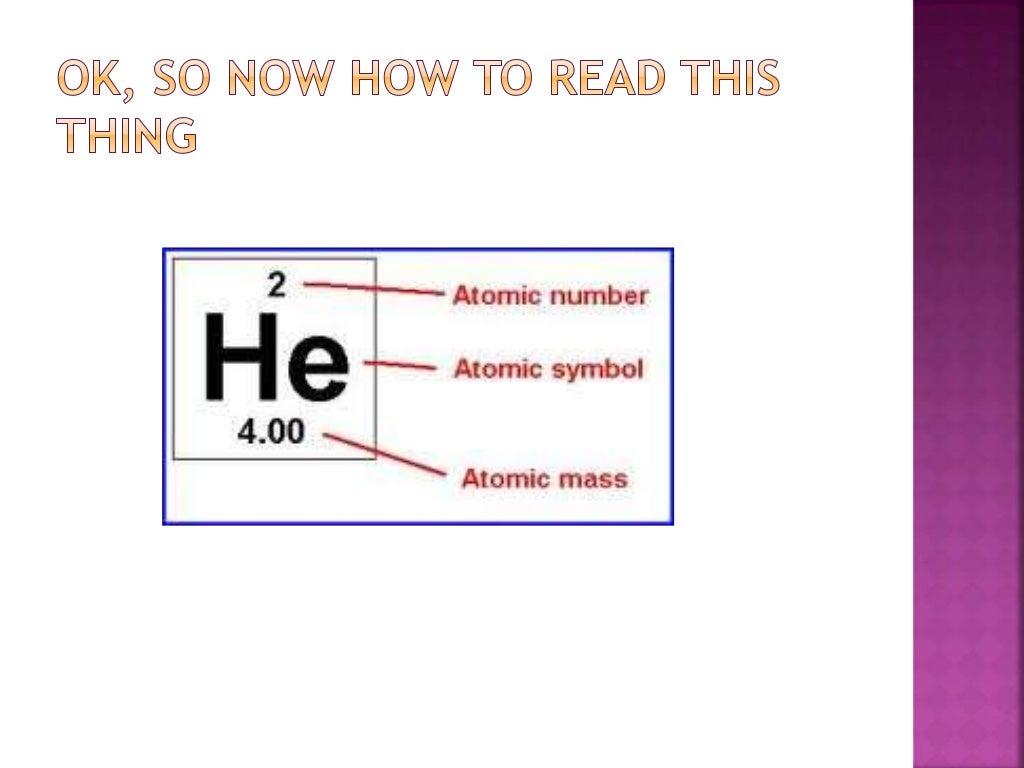 OK, SO NOW HOW TO READ THIS
THING
2
Atomic number
He
Atomic symbol
4.00
Atomic mass